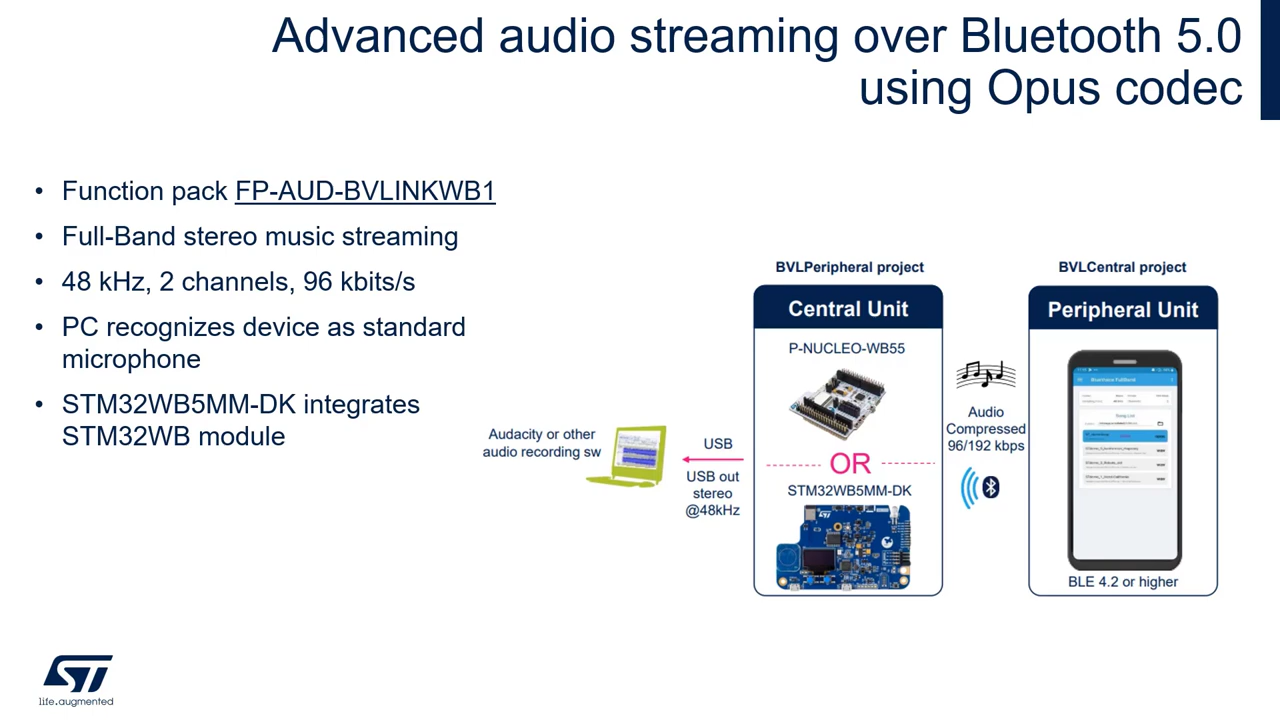 Advanced audio streaming over Bluetooth 5.0
using Opus codec
• Function pack FP-AUD-BVLINKWB1
• Full-Band stereo music streaming
• 48 kHz, 2 channels, 96 kbits/s
• PC recognizes device as standard
microphone
• STM32WB5MM-DK integrates
STM32WB module
Audacity or other
audio recording sw
USB
USB out
stereo
@48kHz
BVLPeripheral project
Central Unit
P-NUCLEO-WB55
OR
STM32WB5MM-DK
Audio
Compressed
96/192 kbps
BVLCentral project
Peripheral Unit
Song List
BLE 4.2 or higher
ST
life.augmented